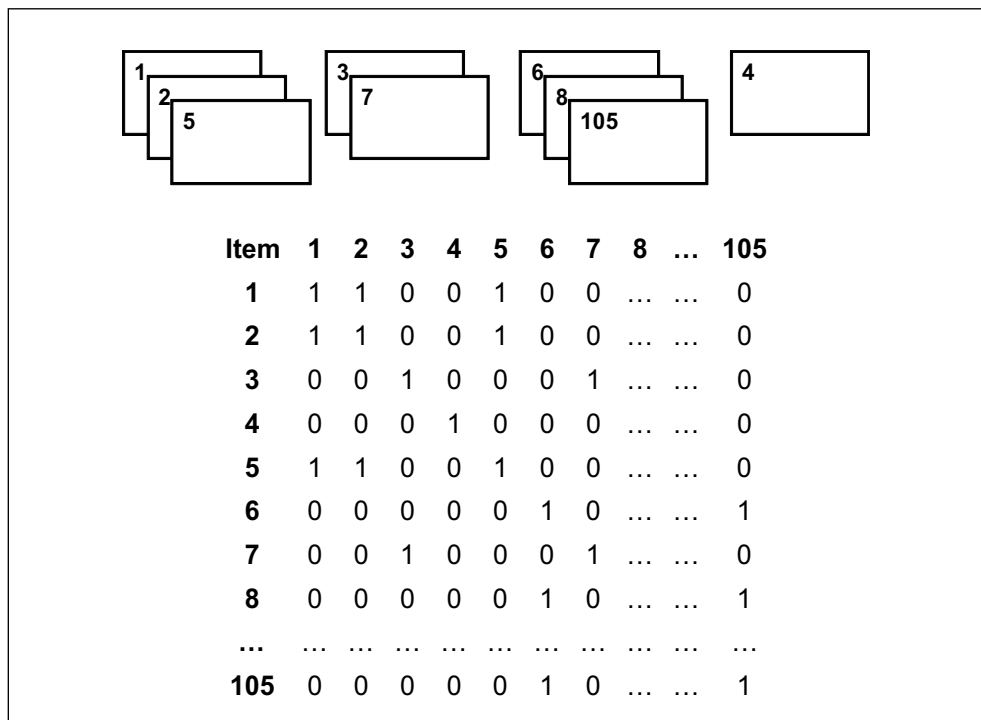 1 3 6 4
2 7 8
5 105
Item 1 2 3 4 5 6 7 8 … 105
1 1 1 0 0 1 0 0 … … 0
2 1 1 0 0 1 0 0 … … 0
3 0 0 1 0 0 0 1 … … 0
4 0 0 0 1 0 0 0 … … 0
5 1 1 0 0 1 0 0 … … 0
6 0 0 0 0 0 1 0 … … 1
7 0 0 1 0 0 0 1 … … 0
8 0 0 0 0 0 1 0 … … 1
… … … … … … … … … … …
105 0 0 0 0 0 1 0 … … 1